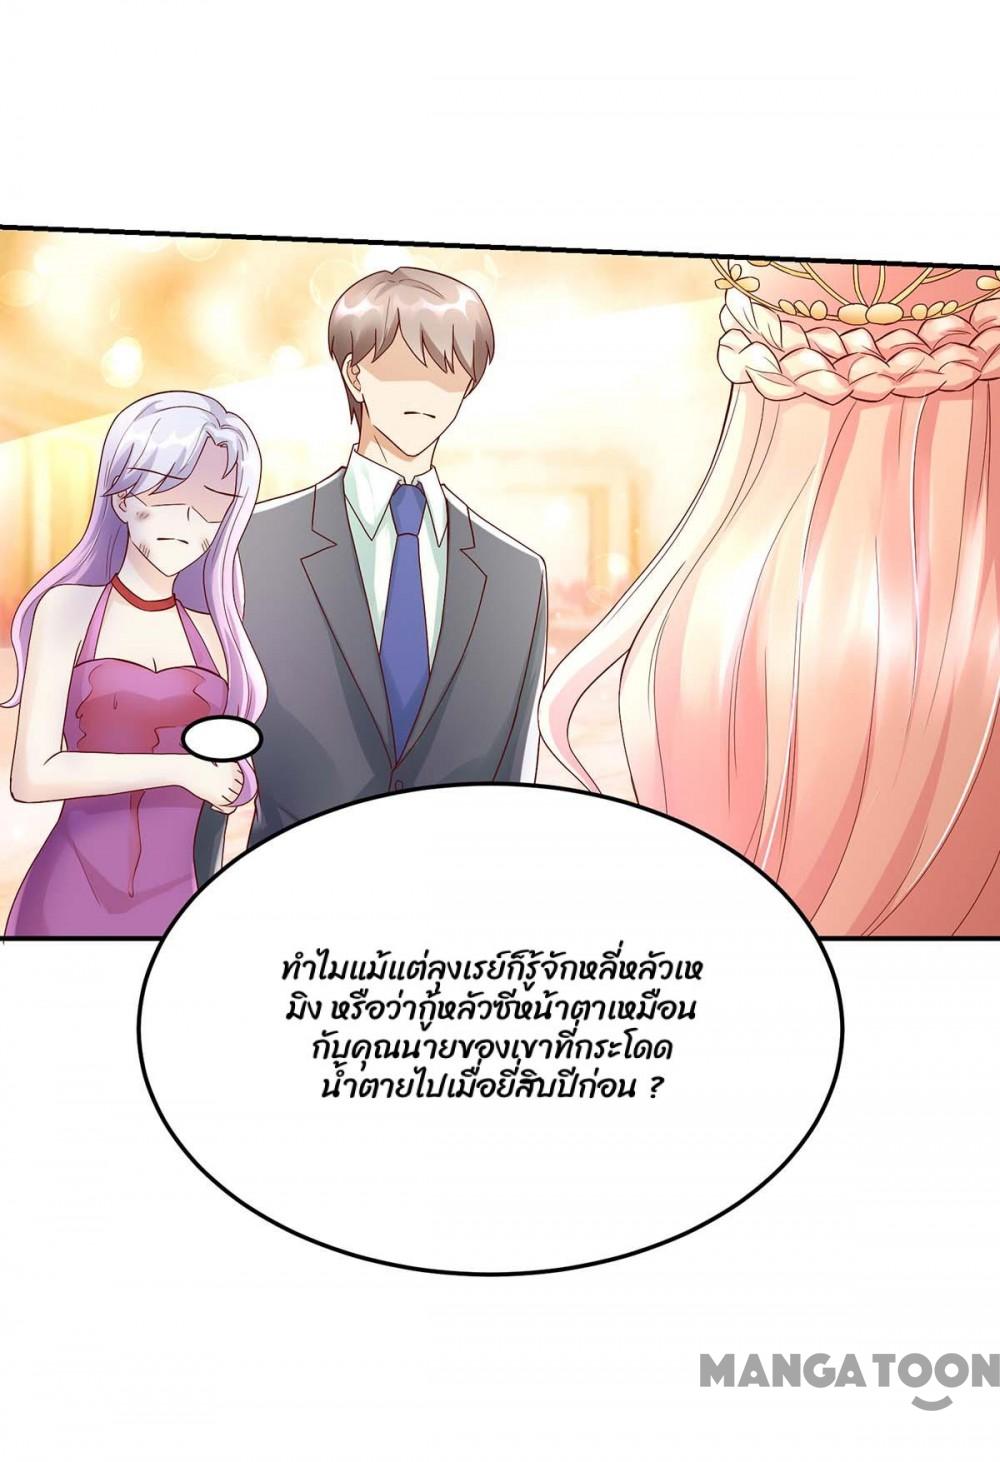 ทำไมแม้แต่ลุงเรย์ก็รู้จักหลี่หลัวเห
มิง หรือว่ากู้หลัวซีหน้าตาเหมือน
กับคุณนายของเขาที่กระโดด
น้ำตายไปเมื่อยี่สิบปีก่อน ?
MANGATOON